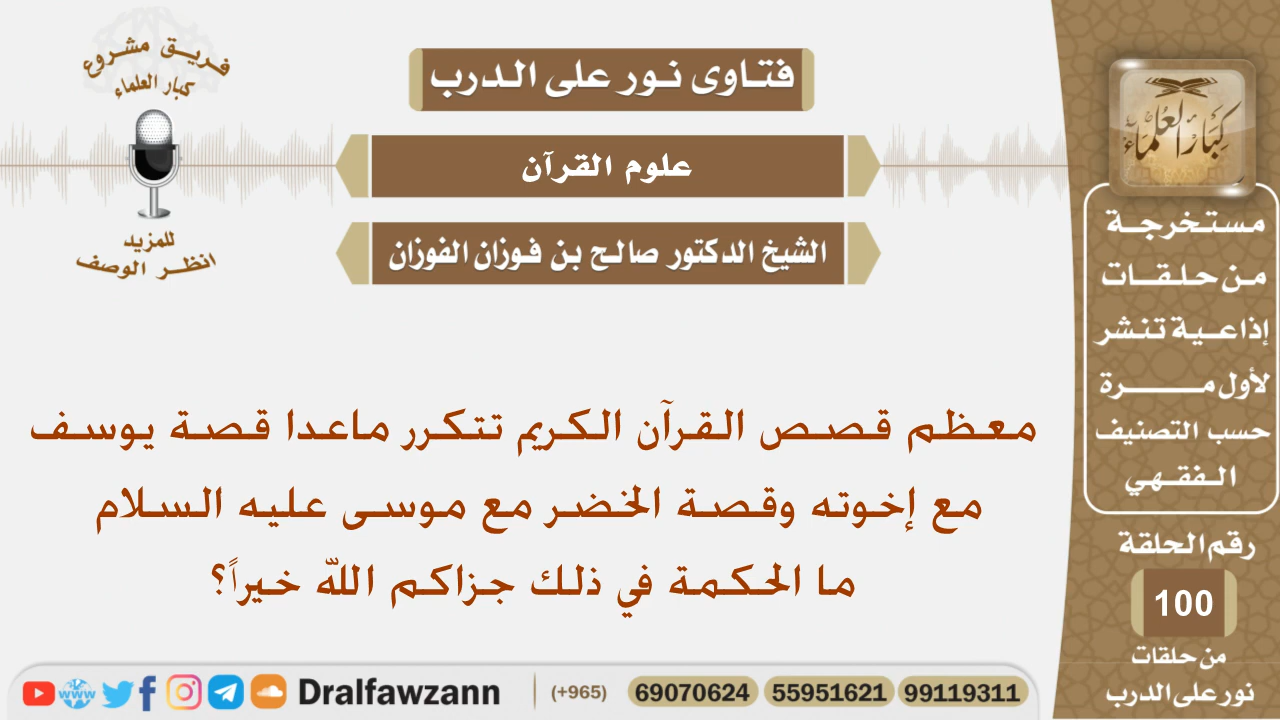 فريق مشروع
كبار العلماء
للمزيد
انظر الوصف
فتاوى نور على الدرب
علوم القرآن
الشيخ الدكتور صالح بن فوزان الفوزان
معظم قصص القرآن الكريم تتكرر ماعدا قصة يوسف
مع إخوته وقصة الخضر مع موسى عليه السلام
ما الحكمة في ذلك جزاكم الله خيراً؟
كبار العلماء
مستخرجة
من حلقات
إذاعية تنشر
لأول مرة
حسب التصنيف
الفقهي
رقم الحلقة
100
من حلقات
نور على الدرب
www Dralfawzann (+965) 69070624 55951621 99119311